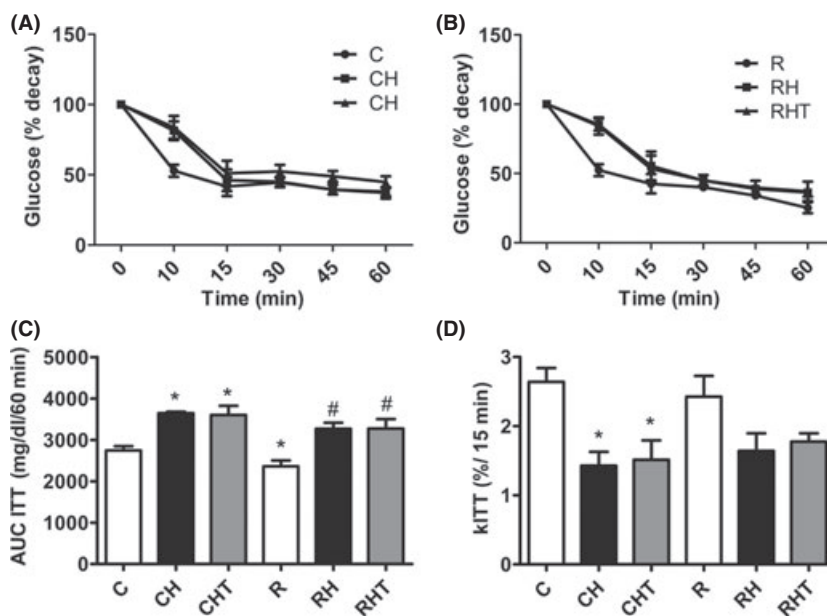 (A)
150
100
50
0
Glucose (% decay)
C
CH
CH
0 10 15 30 45 60
Time (min)
(B)
150
100
50
0
Glucose (% decay)
R
RH
RHT
0 10 15 30 45 60
Time (min)
(C)
5000
4000
3000
2000
1000
0
AUC ITT (mg/dl/60 min)
* * * # #
C CH CHT R RH RHT
(D)
3
2
1
0
kITT (%/ 15 min)
* *
C CH CHT R RH RHT